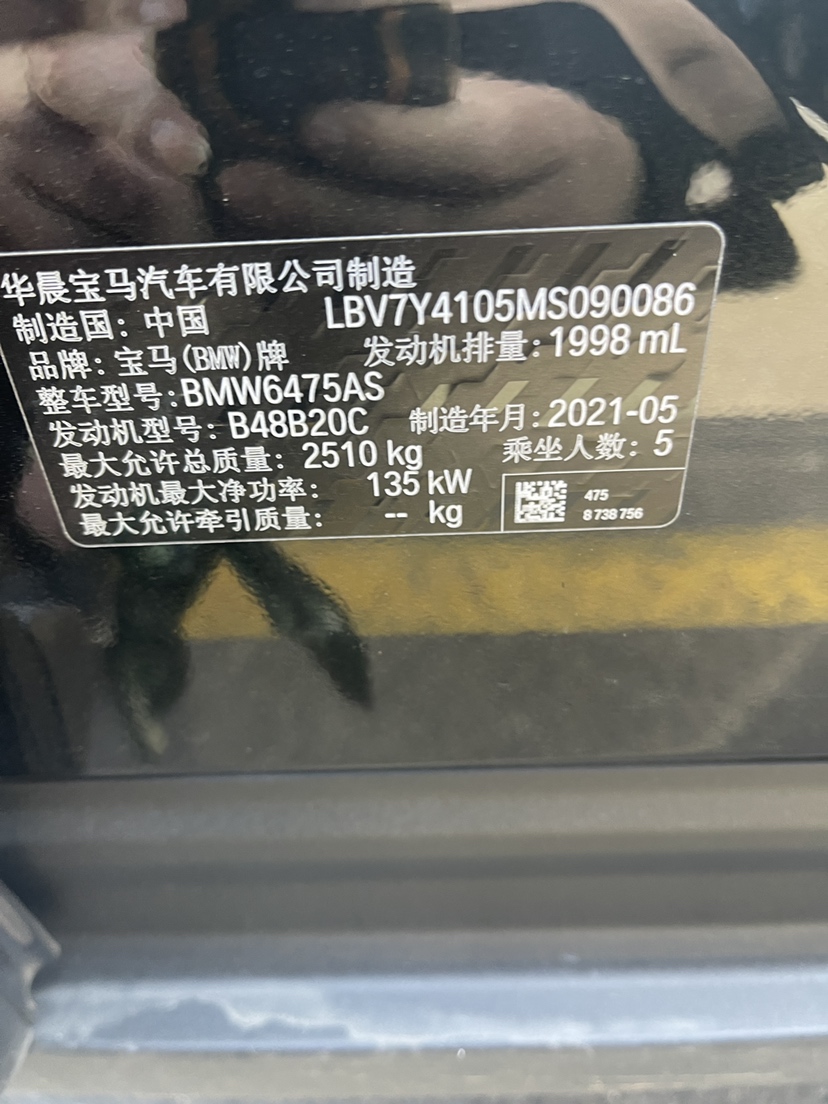 华晨宝马汽车有限公司制造
制造国：中国 LBV7Y4105MS090086
品牌：宝马(BMW)牌 发动机排量：1998 mL
整车型号：BMW6475AS
发动机型号：B48B20C 制造年月：2021-05
最大允许总质量：2510 kg 乘坐人数：5
发动机最大净功率： 135 kW
最大允许牵引质量： -- kg
475
8 738 756